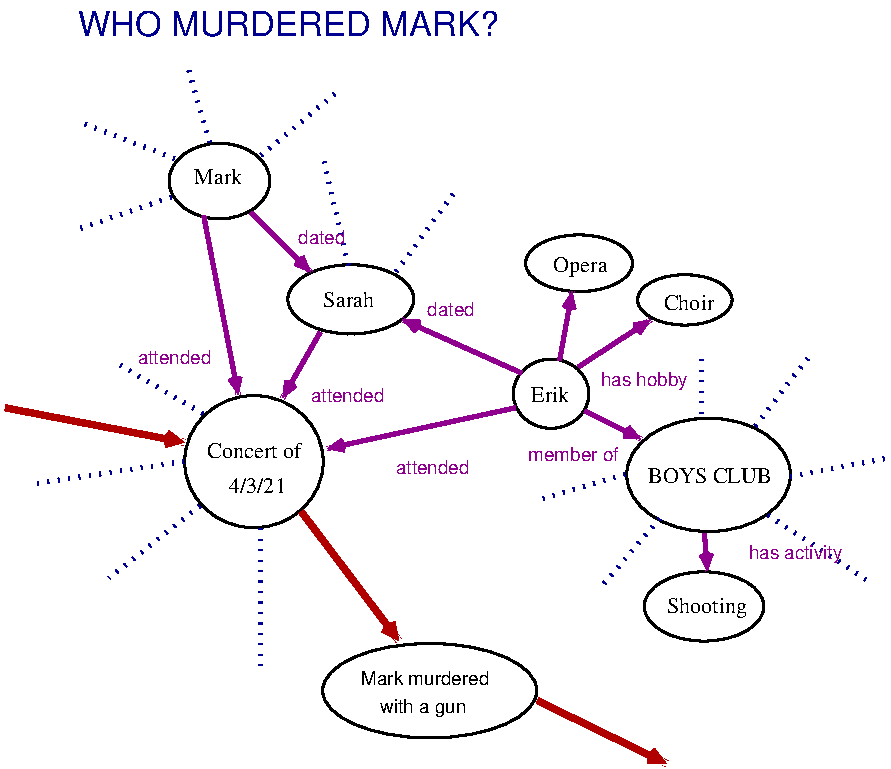 WHO MURDERED MARK?
Mark
dated
Opera
Sarah
dated
Choir
attended
has hobby
attended
Erik
Concert of
4/3/21
attended
member of
BOYS CLUB
has activity
Shooting
Mark murdered
with a gun